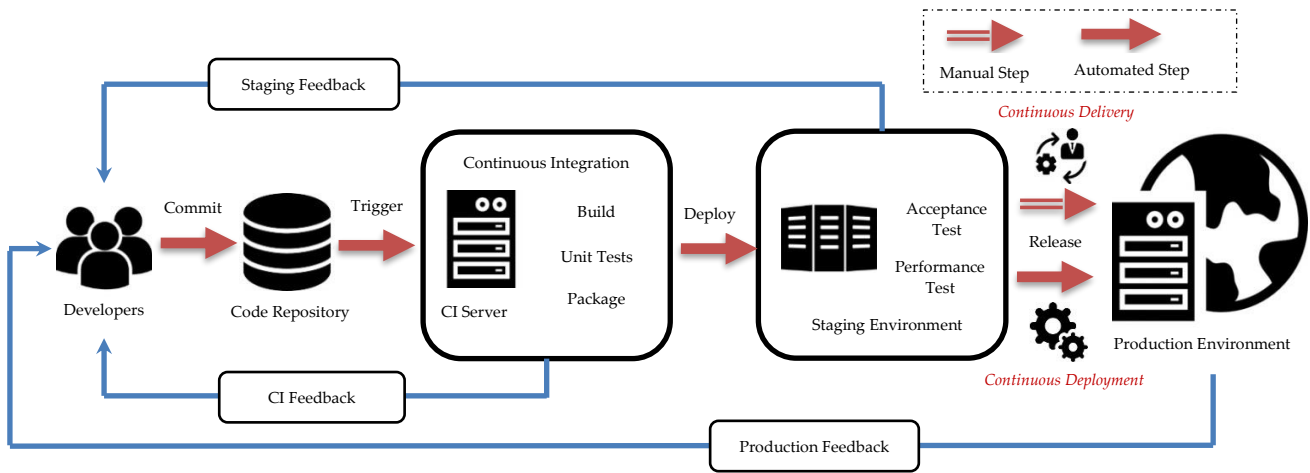 Manual Step
Automated Step
Staging Feedback
Continuous Delivery
Continuous Integration
Commit
Trigger
Build
Deploy
Acceptance
Test
Release
Unit Tests
Performance
Test
Package
Developers
Code Repository
CI Server
Staging Environment
Production Environment
Continuous Deployment
CI Feedback
Production Feedback